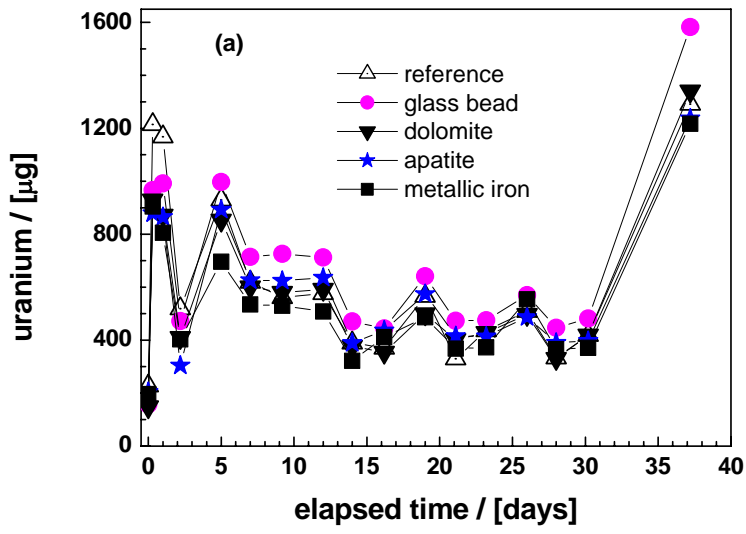 1600
(a)
reference
glass bead
1200
dolomite
apatite
metallic iron
800
400
0
uranium / [µg]
0 5 10 15 20 25 30 35 40
elapsed time / [days]